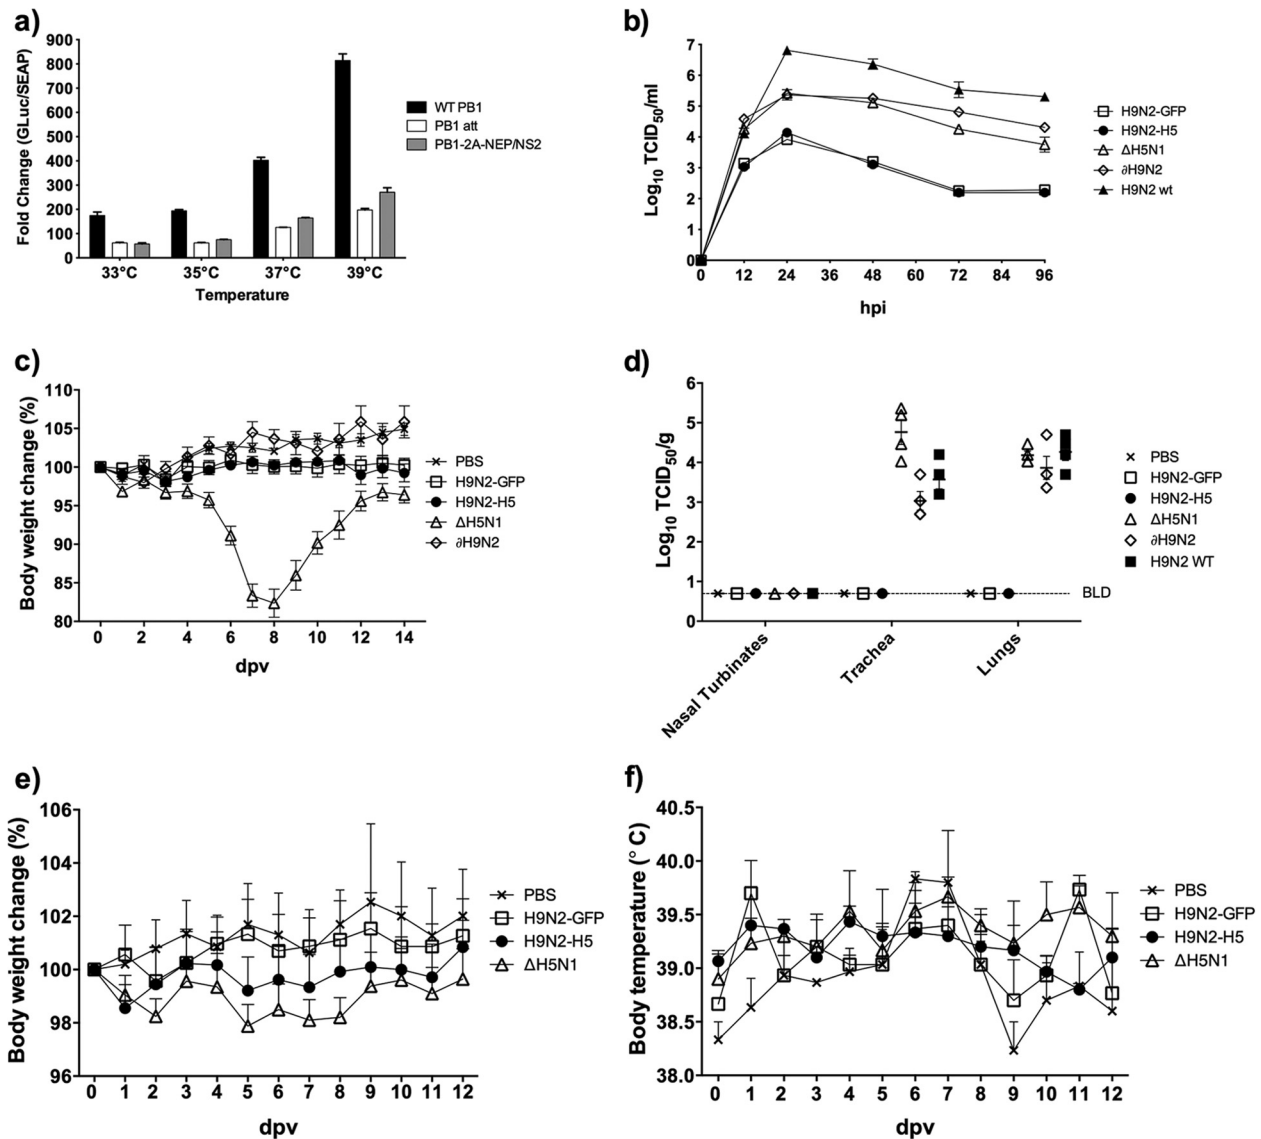 a)
Fold Change (GLuc/SEAP)
900
800
700
600
500
400
300
200
100
0
33°C 35°C 37°C 39°C
Temperature
WT PB1
PB1 att
PB1-2A-NEP/NS2
b)
Log10 TCID50/ml
7
6
5
4
3
2
1
0
0 12 24 36 48 60 72 84 96
hpi
H9N2-GFP
H9N2-H5
ΔH5N1
∂H9N2
H9N2 wt
c)
Body weight change (%)
110
105
100
95
90
85
80
0 2 4 6 8 10 12 14
dpv
PBS
H9N2-GFP
H9N2-H5
ΔH5N1
∂H9N2
d)
Log10 TCID50/g
6
5
4
3
2
1
0
BLD
Nasal Turbinates
Trachea
Lungs
PBS
H9N2-GFP
H9N2-H5
ΔH5N1
∂H9N2
H9N2 WT
e)
Body weight change (%)
106
104
102
100
98
96
0 1 2 3 4 5 6 7 8 9 10 11 12
dpv
PBS
H9N2-GFP
H9N2-H5
ΔH5N1
f)
Body temperature (°C)
40.5
40.0
39.5
39.0
38.5
38.0
0 1 2 3 4 5 6 7 8 9 10 11 12
dpv
PBS
H9N2-GFP
H9N2-H5
ΔH5N1